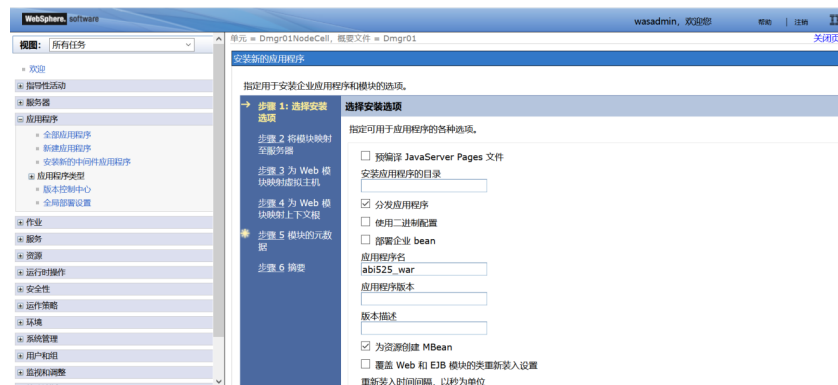 WebSphere. software
wasadmin，欢迎您
帮助 | 注销
视图： 所有任务
单元 = Dmgr01NodeCell，概要文件 = Dmgr01
关闭页
欢迎
指导性活动
服务器
应用程序
全部应用程序
新建应用程序
安装新的中间件应用程序
应用程序类型
版本控制中心
全局部署设置
作业
服务
资源
运行时操作
安全性
运作策略
环境
系统管理
用户和组
监视和调整
安装新的应用程序
指定用于安装企业应用程序和模块的选项。
步骤 1: 选择安装
选项
步骤 2 将模块映射
至服务器
步骤 3 为 Web 模
块映射虚拟主机
步骤 4 为 Web 模
块映射上下文根
步骤 5 模块的元数
据
步骤 6 摘要
选择安装选项
指定可用于应用程序的各种选项。
预编译 JavaServer Pages 文件
安装应用程序的目录
分发应用程序
使用二进制配置
部署企业 bean
应用程序名
abi525_war
应用程序版本
版本描述
为资源创建 MBean
覆盖 Web 和 EJB 模块的类重新装入设置
重新装入时间间隔，以秒为单位